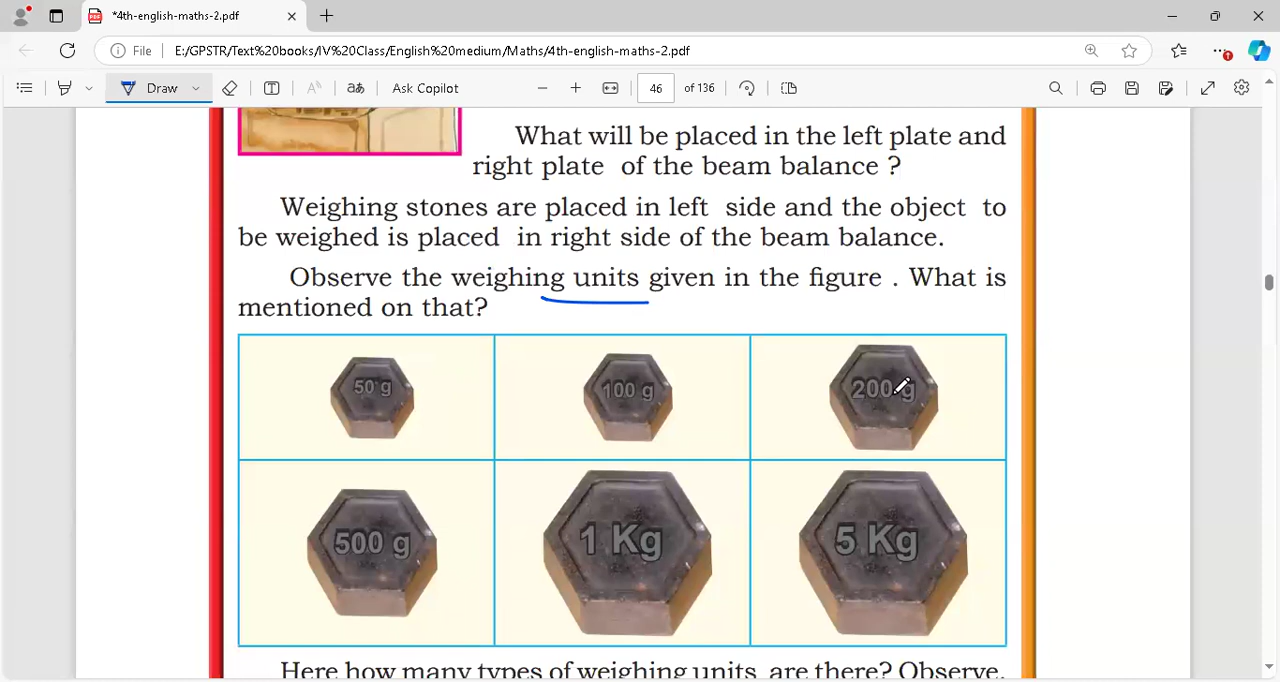 *4th-english-maths-2.pdf
File E:/GPSTR/Text%20books/IV%20Class/English%20medium/Maths/4th-english-maths-2.pdf
Draw Ask Copilot 46 of 136
What will be placed in the left plate and
right plate of the beam balance ?
Weighing stones are placed in left side and the object to
be weighed is placed in right side of the beam balance.
Observe the weighing units given in the figure . What is
mentioned on that?
50 g 100 g 200 g
500 g 1 Kg 5 Kg
Here how many types of weighing units are there? Observe.